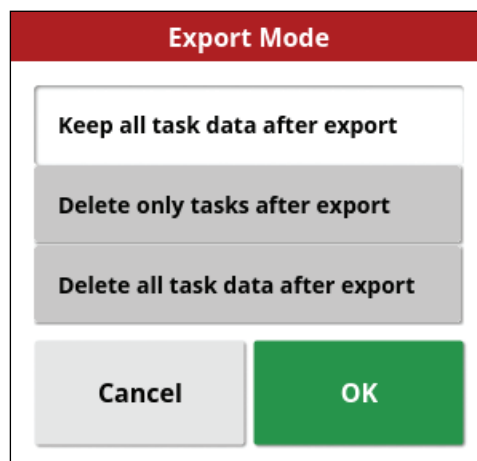 Export Mode
Keep all task data after export
Delete only tasks after export
Delete all task data after export
Cancel
OK